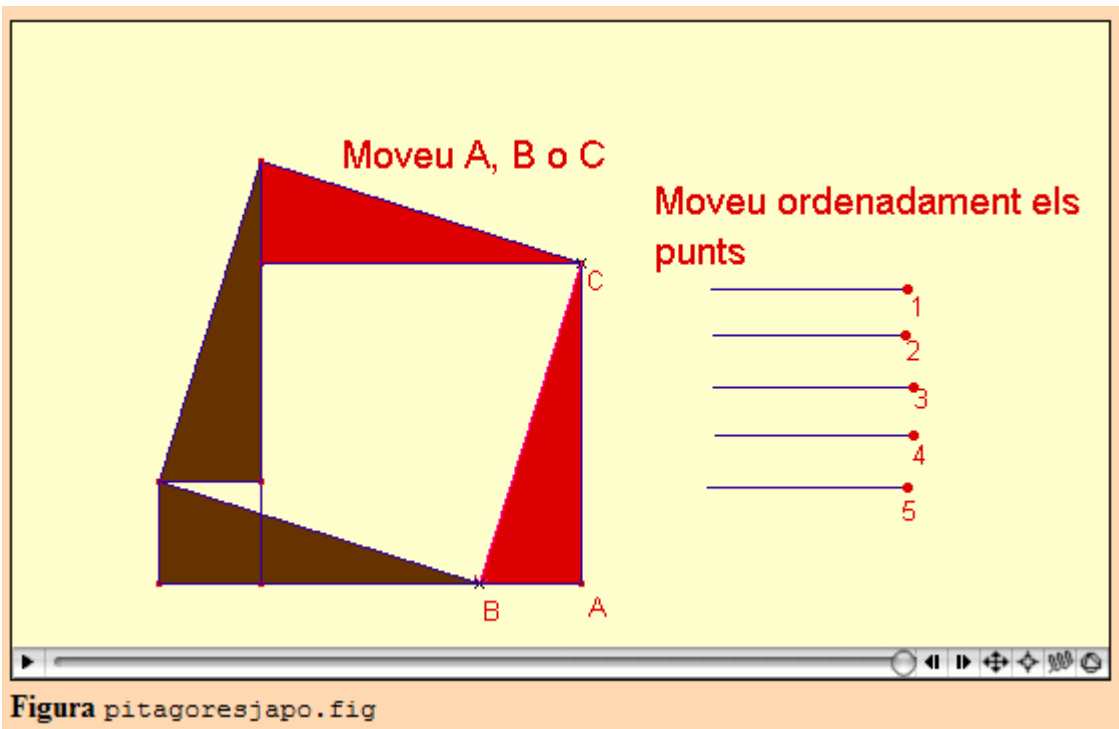 Moveu A, B o C
Moveu ordenadament els
punts
C
1
2
3
4
5
B
A
Figura pitagoresjapo.fig